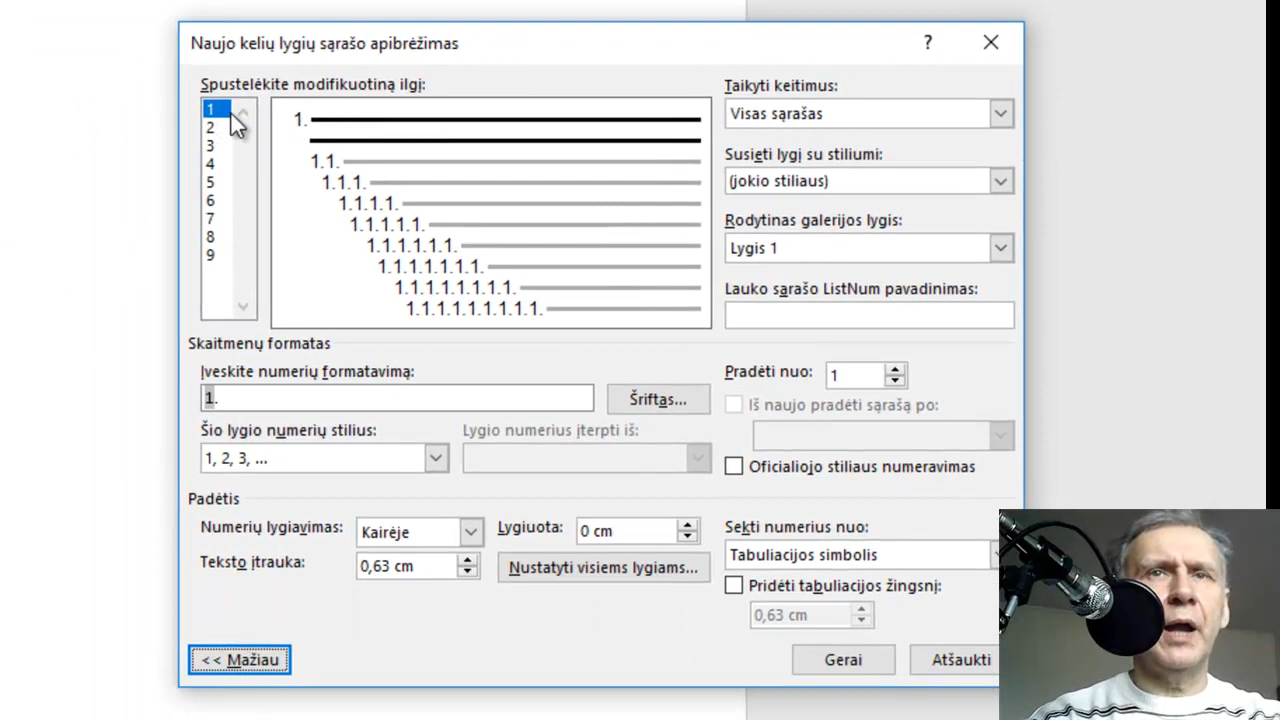 Naujo kelių lygių sąrašo apibrėžimas
?
Spustelėkite modifikuotiną ilgį:
1
2
3
4
5
6
7
8
9
1.
1.1.
1.1.1.
1.1.1.1.
1.1.1.1.1.
1.1.1.1.1.1.
1.1.1.1.1.1.1.
1.1.1.1.1.1.1.1.
1.1.1.1.1.1.1.1.1.
Taikyti keitimus:
Visas sąrašas
Susieti lygį su stiliumi:
(jokio stiliaus)
Rodytinas galerijos lygis:
Lygis 1
Lauko sąrašo ListNum pavadinimas:
Skaitmenų formatas
Įveskite numerių formatavimą:
1.
Šriftas...
Šio lygio numerių stilius:
1, 2, 3, ...
Lygio numerius įterpti iš:
Pradėti nuo:
1
Iš naujo pradėti sąrašą po:
Oficialiojo stiliaus numeravimas
Padėtis
Numerių lygiavimas:
Kairėje
Lygiuota:
0 cm
Teksto įtrauka:
0,63 cm
Nustatyti visiems lygiams...
Sekti numerius nuo:
Tabuliacijos simbolis
Pridėti tabuliacijos žingsnį:
0,63 cm
<< Mažiau
Gerai
Atšaukti